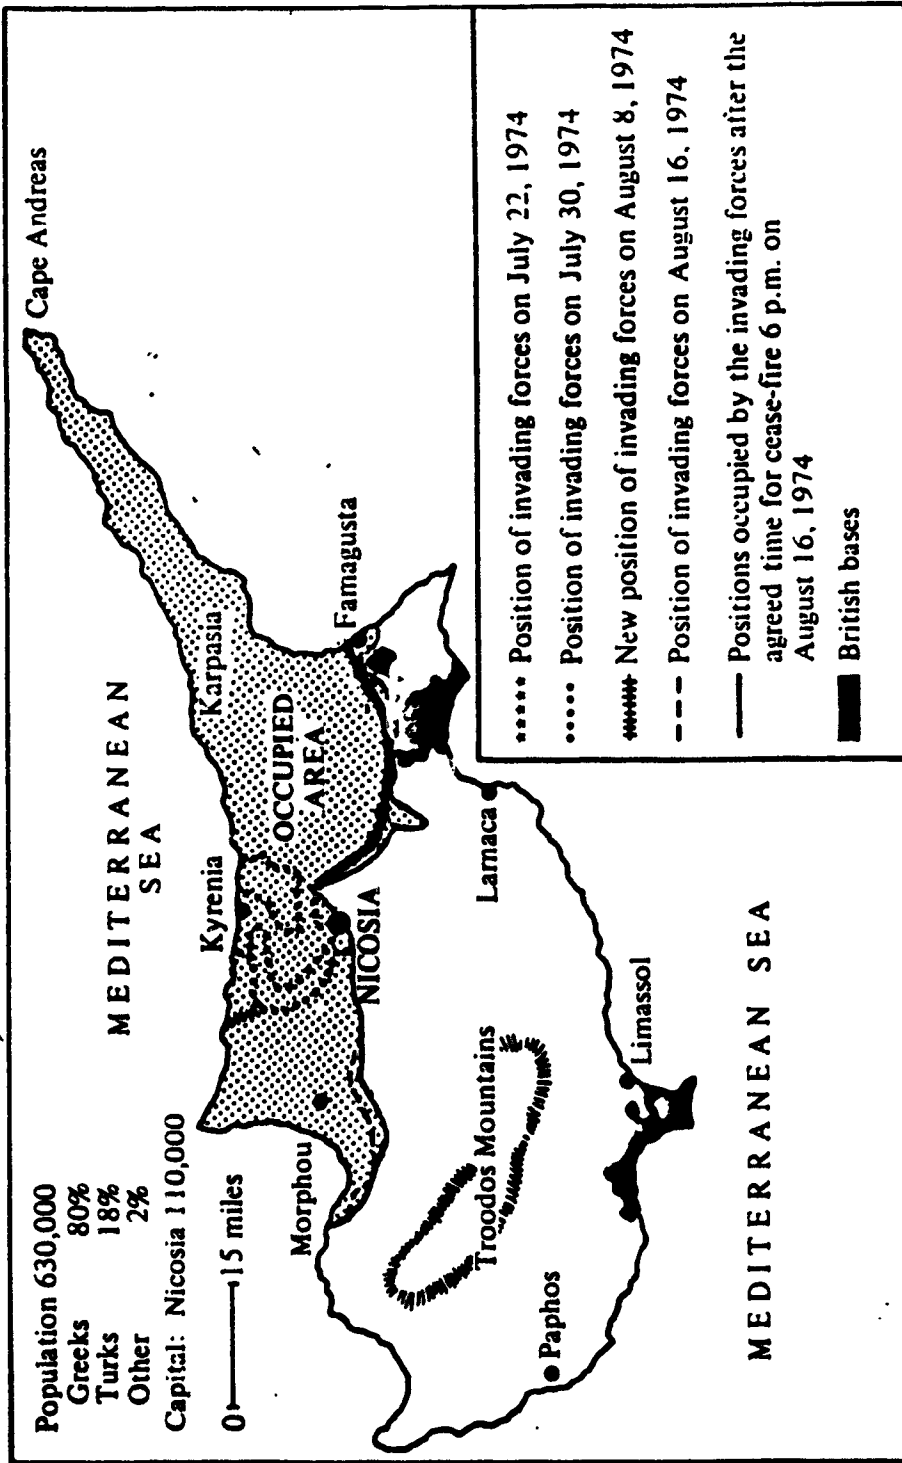 Population 630,000
Greeks 80%
Turks 18%
Other 2%
Capital: Nicosia 110,000
0 15 miles
MEDITERRANEAN
SEA
Cape Andreas
Karpasia
Kyrenia
OCCUPIED
AREA
Famagusta
Morphou
NICOSIA
Larnaca
Troodos Mountains
Limassol
Paphos
MEDITERRANEAN SEA
Position of invading forces on July 22, 1974
Position of invading forces on July 30, 1974
New position of invading forces on August 8, 1974
Position of invading forces on August 16, 1974
Positions occupied by the invading forces after the
agreed time for cease-fire 6 p.m. on
August 16, 1974
British bases